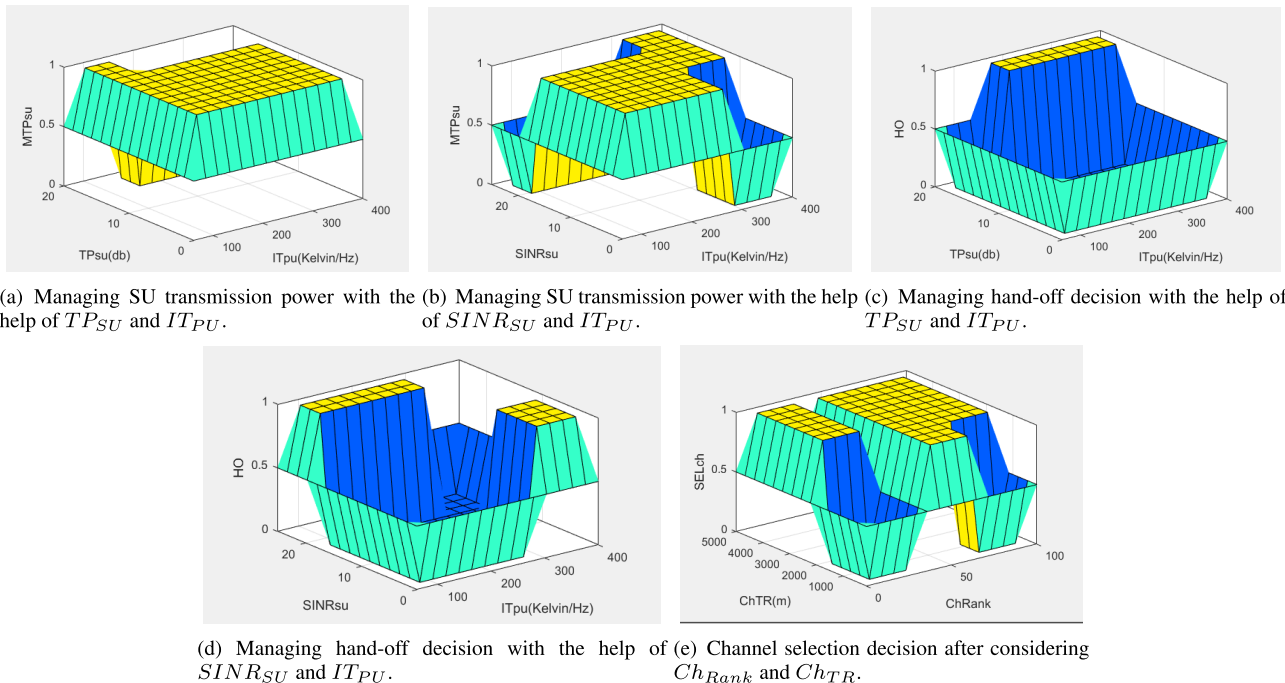 1
0.5
0
MTPsu
20
10
0
TPsu(db)
100
200
300
400
ITpu(Kelvin/Hz)
1
0.5
0
MTPsu
20
10
0
SINRsu
100
200
300
400
ITpu(Kelvin/Hz)
1
0.5
0
HO
20
10
0
TPsu(db)
100
200
300
400
ITpu(Kelvin/Hz)
(a) Managing SU transmission power with the
help of TP_SU and IT_PU.
(b) Managing SU transmission power with the help
of SINR_SU and IT_PU.
(c) Managing hand-off decision with the help of
TP_SU and IT_PU.
1
0.5
0
HO
20
10
0
SINRsu
100
200
300
400
ITpu(Kelvin/Hz)
1
0.5
0
SELch
5000
4000
3000
2000
1000
ChTR(m)
0
50
100
ChRank
(d) Managing hand-off decision with the help of
SINR_SU and IT_PU.
(e) Channel selection decision after considering
Ch_Rank and Ch_TR.